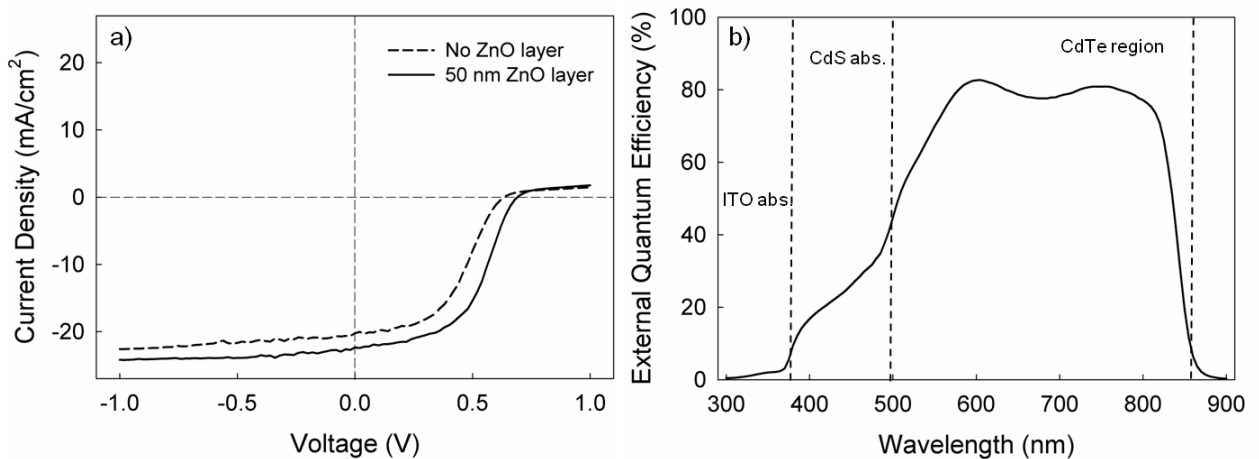 a)
No ZnO layer
50 nm ZnO layer
Current Density (mA/cm²)
20
10
0
-10
-20
-1.0
-0.5
0.0
0.5
1.0
Voltage (V)
b)
CdS abs.
CdTe region
ITO abs.
External Quantum Efficiency (%)
100
80
60
40
20
0
300
400
500
600
700
800
900
Wavelength (nm)